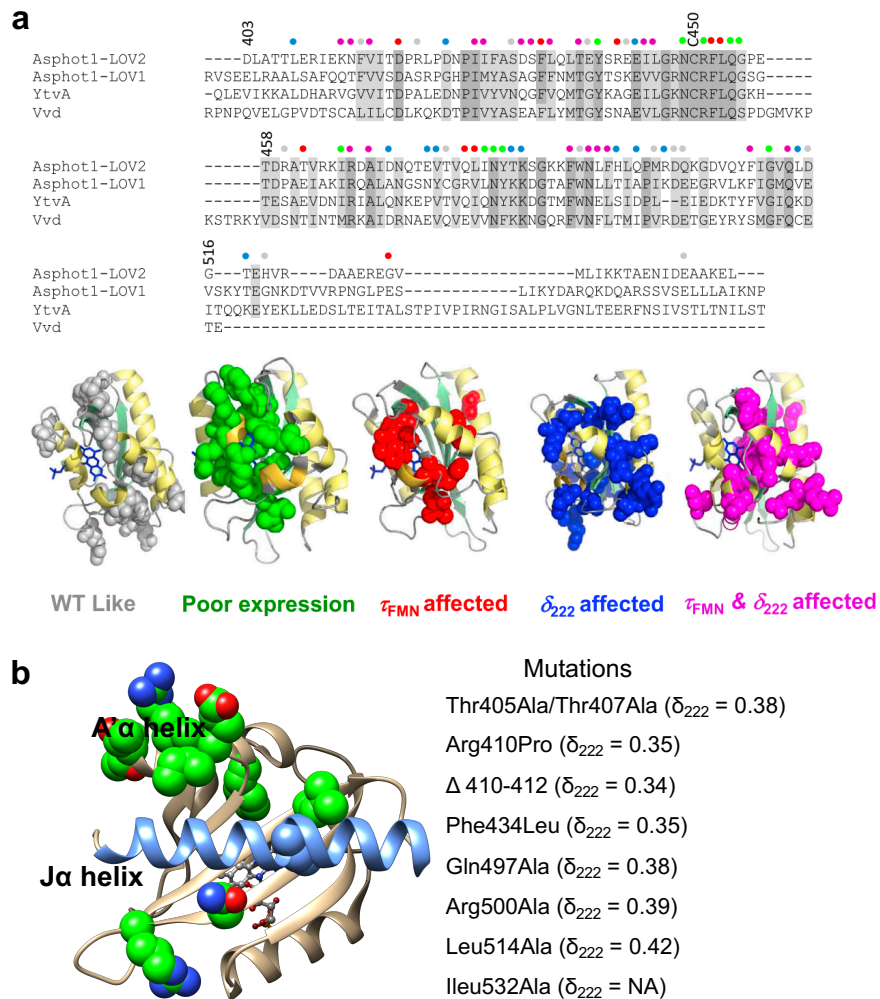 a
403
C450
Asphot1-LOV2 ----DLATTLERIEKNFVITDPRLPDNPIIFASDSFLQLTEYSREEILGRNCRFLQGPE-----
Asphot1-LOV1 RVSEELRAALSAFQQTFVVSDASRPGHPIMYASAGFFNMTGYTSKEVVGRNCRFLQGSG-----
YtvA -QLEVIKKALDHARVGVVITDPALEDNPIVYVNQGFVQMTGYETEEILGKNCRFLQGKH-----
Vvd RPNPQVELGPVDTSCALILCDLKQKDTPIVYASEAFLYMTGYSNAEVLGRNCRFLQSPDGMVKP
458
Asphot1-LOV2 ------TDRATVRKIRDAIDNQTEVTVQLINYTKSGKKFWNLFHLQPMRDQKGDVQYFIGVQLD
Asphot1-LOV1 ------TDPAEIAKIRQALANGSNYCGRVLNYKKDGTAFWNLLTIAPIKDEEGRVLKFIGMQVE
YtvA ------TESAEVDNIRIALQNKEPVTVQIQNYKKDGTMFWNELSIDPL--EIEDKTYFVGIQND
Vvd KSTRKYVDSNTINTMRKAIDRNAEVQVEVVNFKKNGQRFVNFLTMIPVRDETGEYRYSMGFQCE
516
Asphot1-LOV2 G---TEHVR---DAAEREGV--------------MLIKKTAENIDEAAKEL---
Asphot1-LOV1 VSKYTEGNKDTVVRPNGLPES-------------LIKYDARQKDQARSSVSELLLAIKNP
YtvA ITQQKEYEKLLEDSLTEITALSTPIVPIRNGISALPLVGNLTEERFNSIVSTLTNILST
Vvd ---TE---------------------------------------------------------
WT Like
Poor expression
τFMN affected
δ222 affected
τFMN & δ222 affected
b
A'α helix
Jα helix
Mutations
Thr405Ala/Thr407Ala (δ222 = 0.38)
Arg410Pro (δ222 = 0.35)
Δ 410-412 (δ222 = 0.34)
Phe434Leu (δ222 = 0.35)
Gln497Ala (δ222 = 0.38)
Arg500Ala (δ222 = 0.39)
Leu514Ala (δ222 = 0.42)
Ileu532Ala (δ222 = NA)